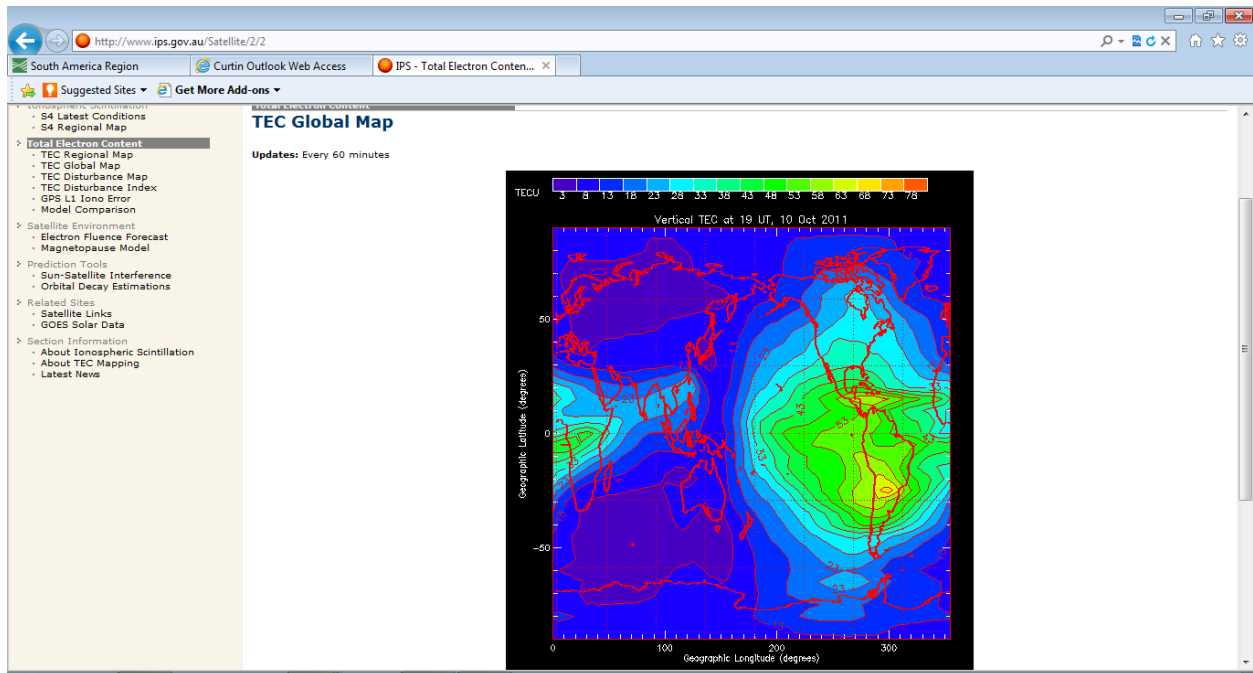 http://www.ips.gov.au/Satellite/2/2
South America Region
Curtin Outlook Web Access
IPS - Total Electron Conten...
Suggested Sites
Get More Add-ons
Ionospheric Scintillation
S4 Latest Conditions
S4 Regional Map
Total Electron Content
TEC Regional Map
TEC Global Map
TEC Disturbance Map
TEC Disturbance Index
GPS L1 Iono Error
Model Comparison
Satellite Environment
Electron Fluence Forecast
Magnetopause Model
Prediction Tools
Sun-Satellite Interference
Orbital Decay Estimations
Related Sites
Satellite Links
GOES Solar Data
Section Information
About Ionospheric Scintillation
About TEC Mapping
Latest News
Total Electron Content
TEC Global Map
Updates: Every 60 minutes
TECU
3 8 13 18 23 28 33 38 43 48 53 58 63 68 73 78
Vertical TEC at 19 UT, 10 Oct 2011
Geographic Latitude (degrees)
50
0
-50
0 100 200 300
Geographic Longitude (degrees)